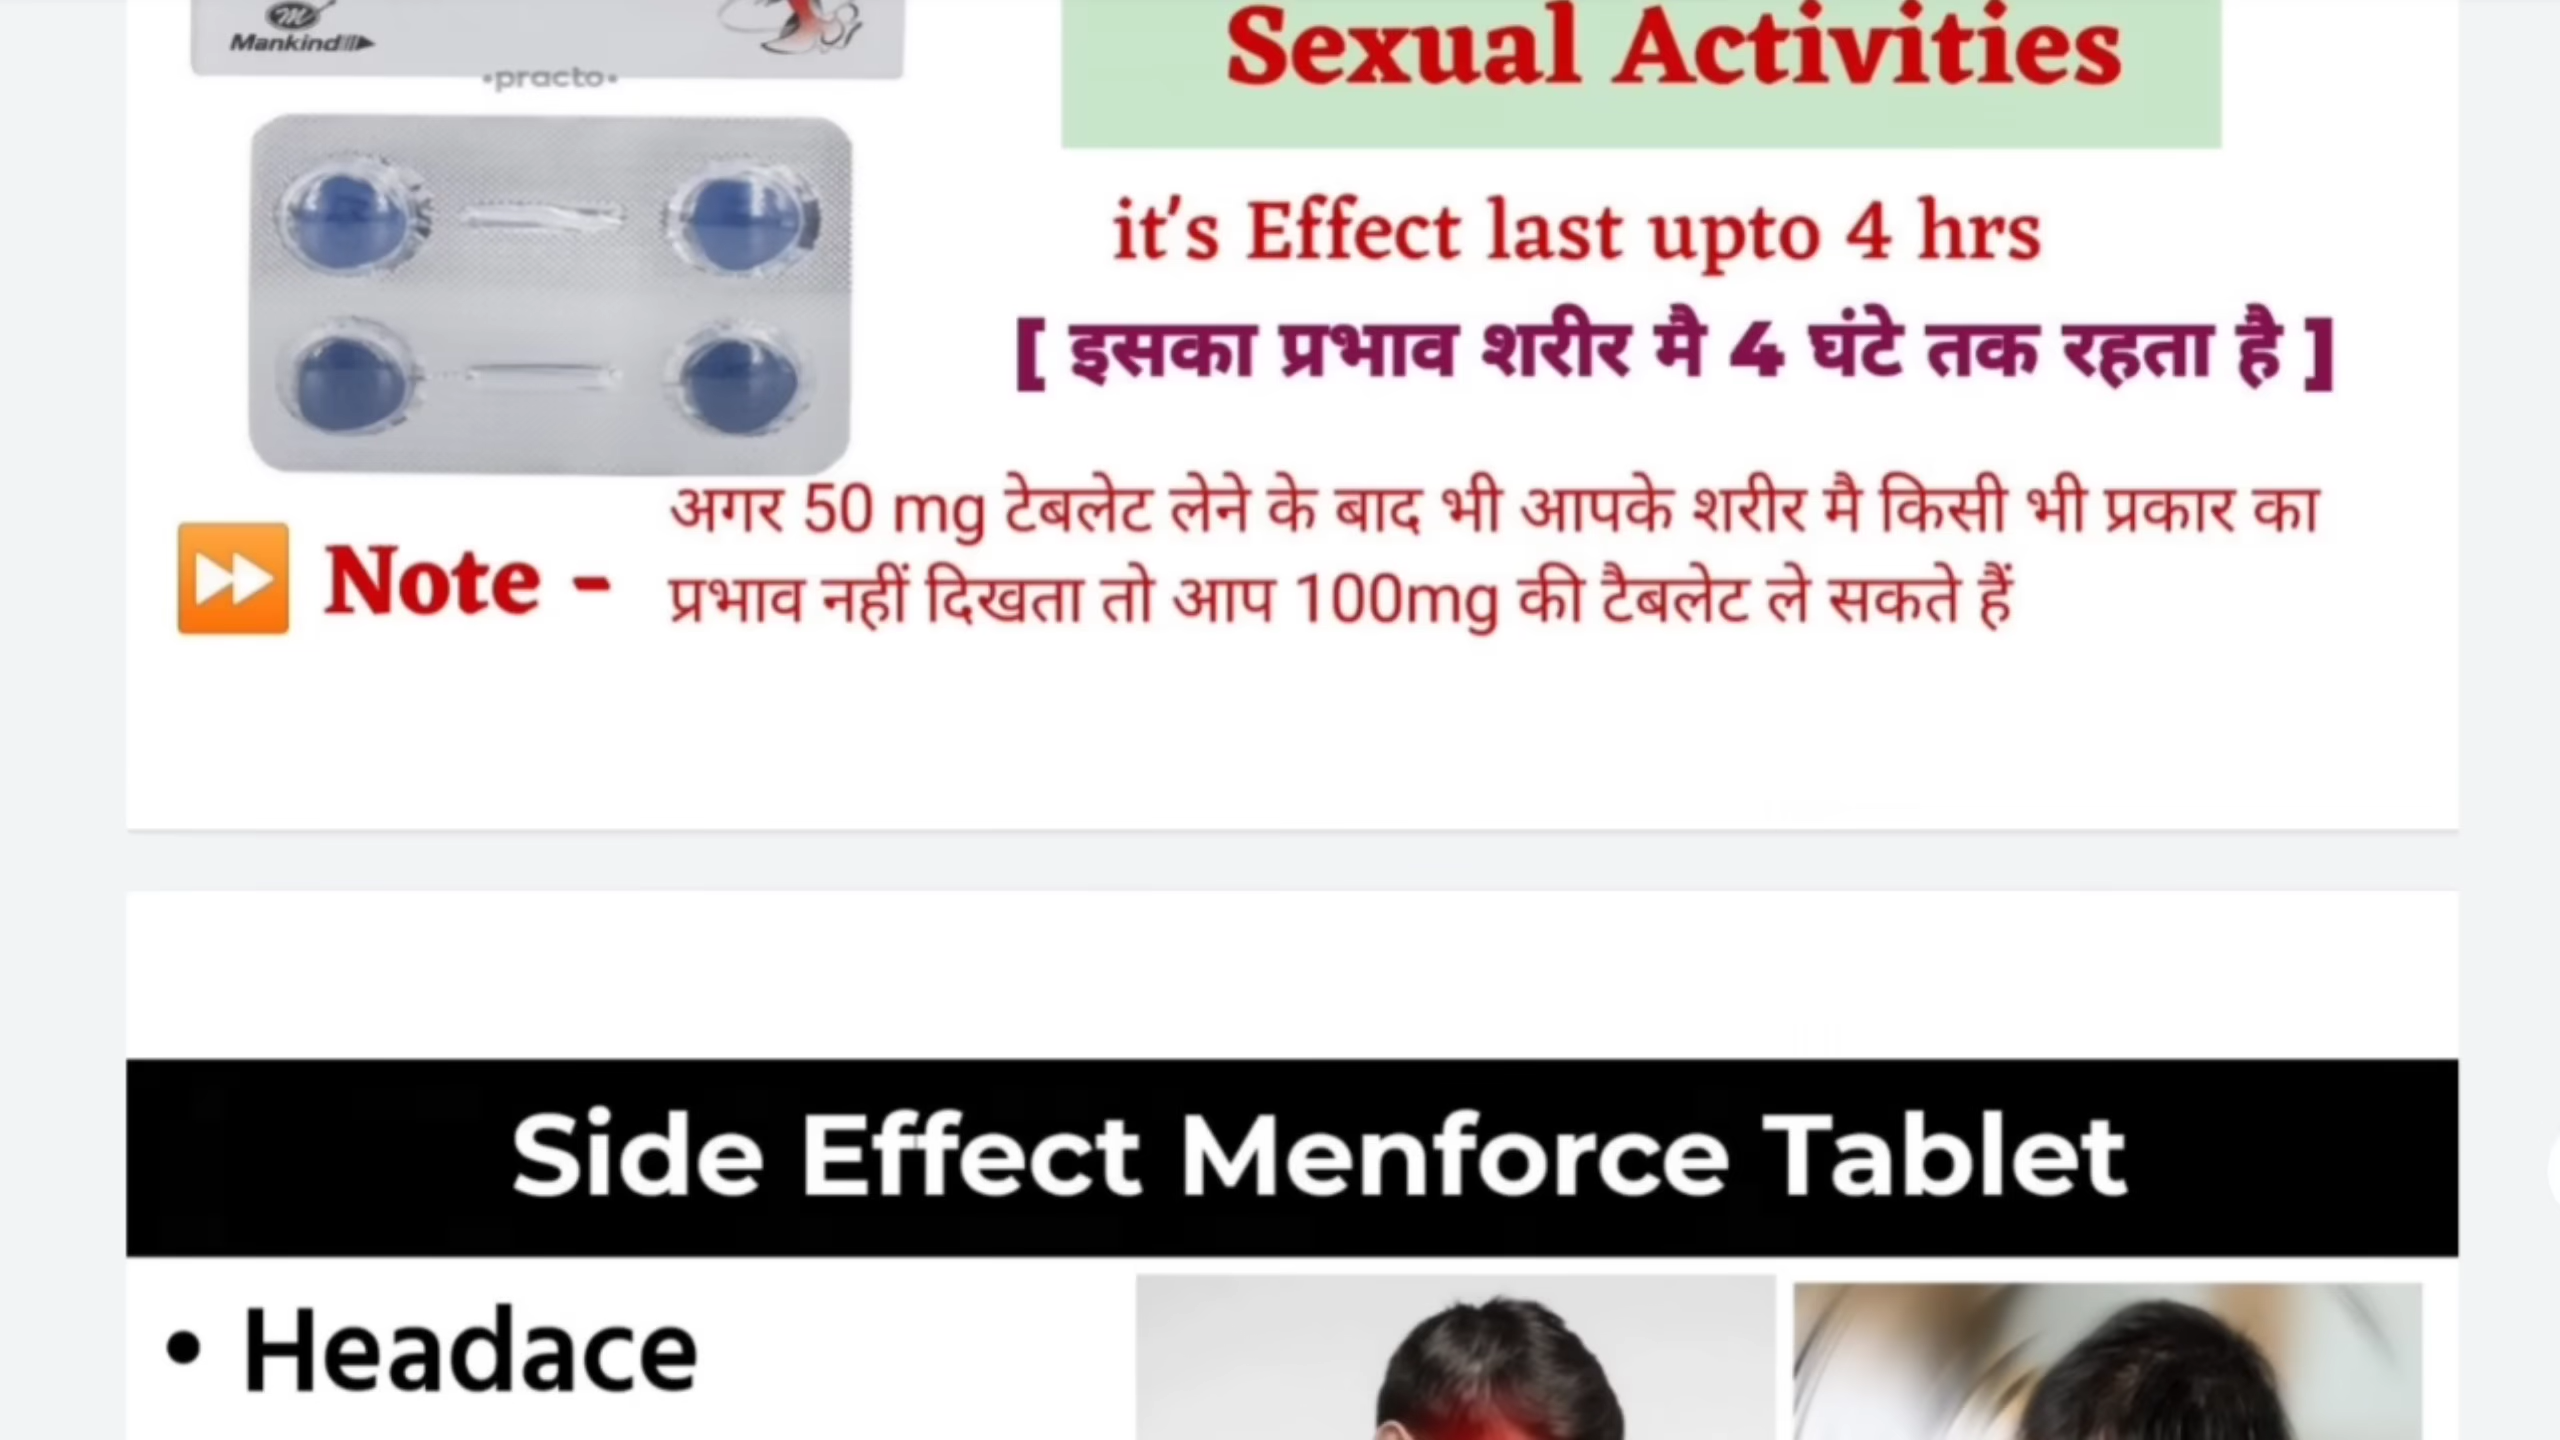 Mankind
•practo•
Sexual Activities
it's Effect last upto 4 hrs
[ इसका प्रभाव शरीर मै 4 घंटे तक रहता है ]
Note -
अगर 50 mg टेबलेट लेने के बाद भी आपके शरीर मै किसी भी प्रकार का
प्रभाव नहीं दिखता तो आप 100mg की टैबलेट ले सकते हैं
Side Effect Menforce Tablet
• Headace